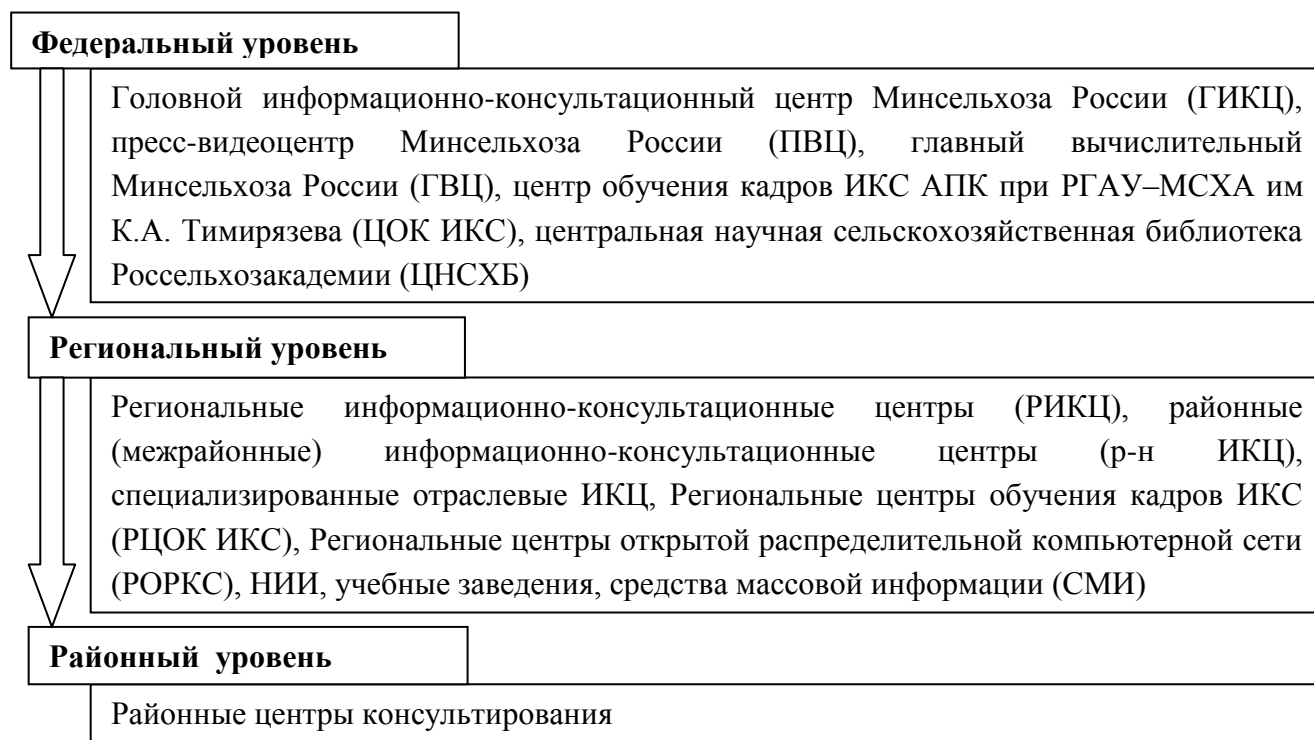 Федеральный уровень
Головной информационно-консультационный центр Минсельхоза России (ГИКЦ),
пресс-видеоцентр Минсельхоза России (ПВЦ), главный вычислительный
Минсельхоза России (ГВЦ), центр обучения кадров ИКС АПК при РГАУ–МСХА им
К.А. Тимирязева (ЦОК ИКС), центральная научная сельскохозяйственная библиотека
Россельхозакадемии (ЦНСХБ)
Региональный уровень
Региональные информационно-консультационные центры (РИКЦ), районные
(межрайонные) информационно-консультационные центры (р-н ИКЦ),
специализированные отраслевые ИКЦ, Региональные центры обучения кадров ИКС
(РЦОК ИКС), Региональные центры открытой распределительной компьютерной сети
(РОРКС), НИИ, учебные заведения, средства массовой информации (СМИ)
Районный уровень
Районные центры консультирования